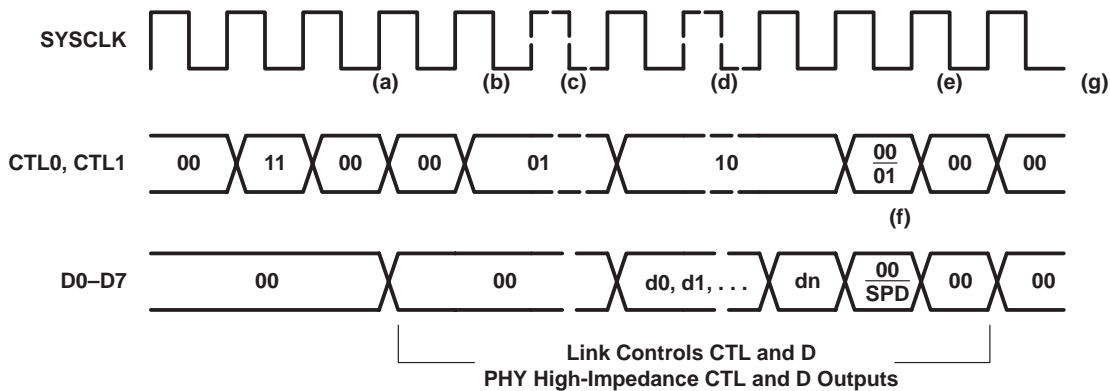 SYSCLK
(a) (b) (c) (d) (e) (g)
CTL0, CTL1 00 11 00 00 01 10 00 00 00
01
(f)
D0–D7 00 00 d0, d1, . . . dn 00 00 00
SPD
Link Controls CTL and D
PHY High-Impedance CTL and D Outputs